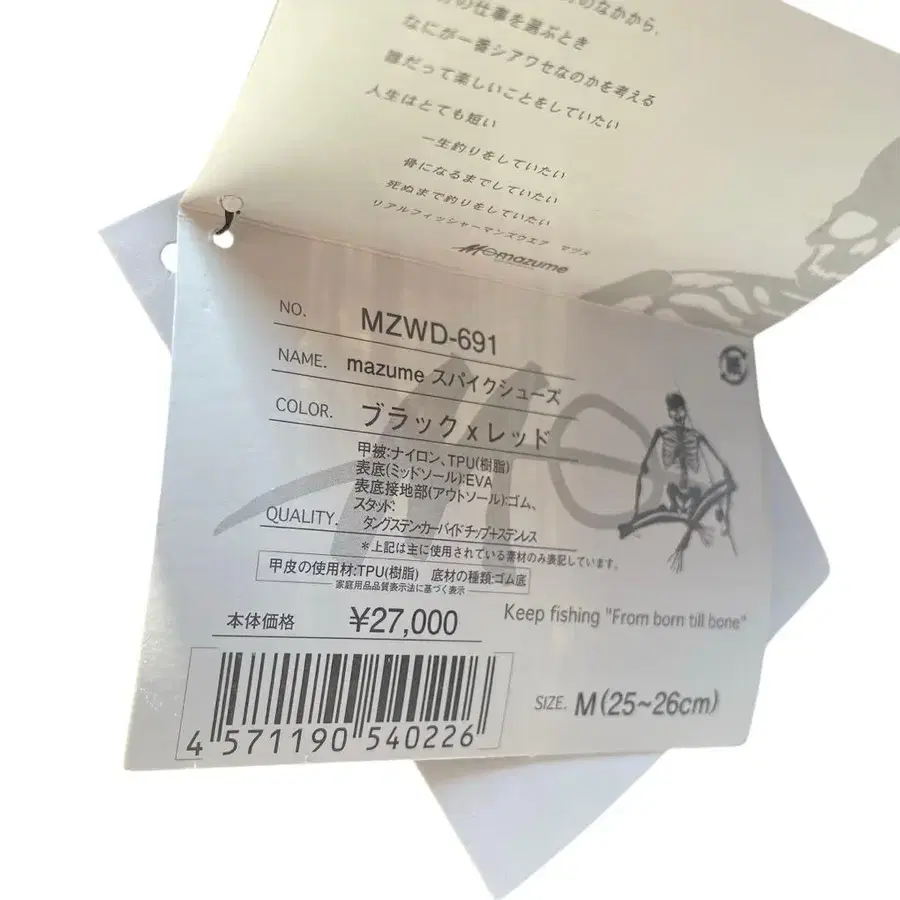 のなかから、
の仕事を選ぶとき
なにが一番シアワセなのかを考える
誰だって楽しいことをしていたい
人生はとても短い
一生釣りをしていたい
骨になるまでしていたい
死ぬまで釣りをしていたい
リアルフィッシャーマンズウエア マヅメ
mazume
NO. MZWD-691
NAME. mazume スパイクシューズ
COLOR. ブラック x レッド
甲被:ナイロン、TPU(樹脂)
表底(ミッドソール):EVA
表底接地部(アウトソール):ゴム、
スタッド:
QUALITY. タングステン・カーバイドチップ+ステンレス
*上記は主に使用されている素材のみ表記しています。
甲皮の使用材:TPU(樹脂) 底材の種類:ゴム底
家庭用品品質表示法に基づく表示
本体価格 ¥27,000
Keep fishing "From born till bone"
SIZE. M(25~26cm)
4 571190 540226